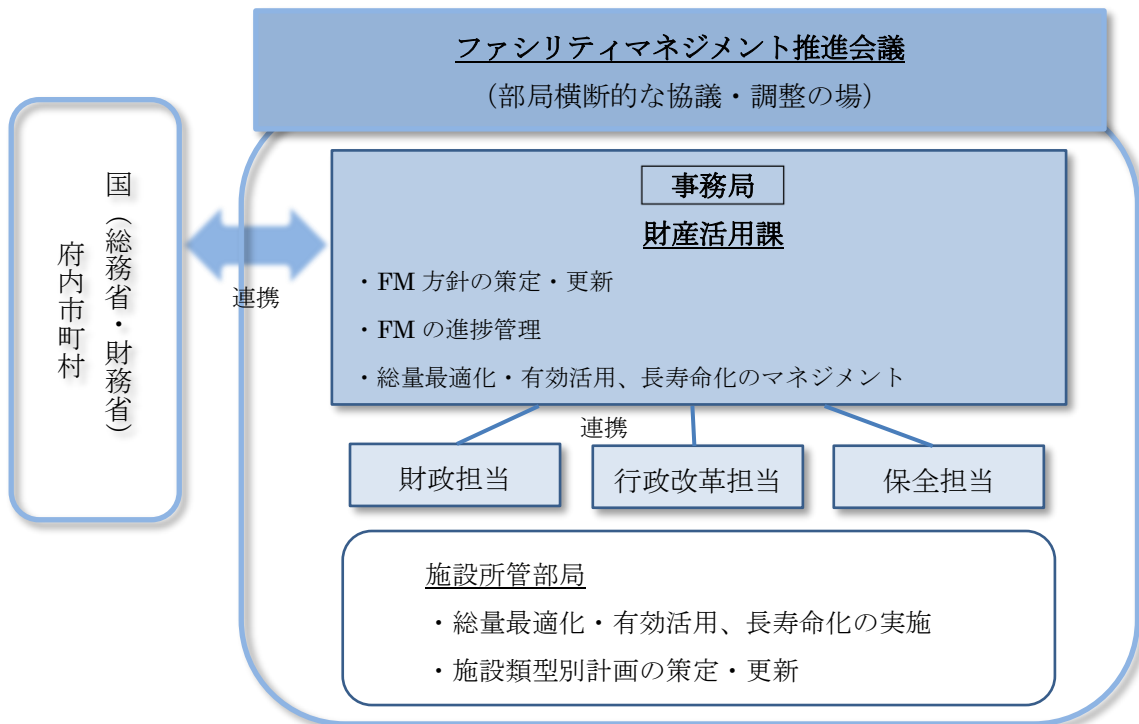 ファシリティマネジメント推進会議
（部局横断的な協議・調整の場）
国（総務省・財務省）
府内市町村
連携
事務局
財産活用課
・FM 方針の策定・更新
・FM の進捗管理
・総量最適化・有効活用、長寿命化のマネジメント
連携
財政担当
行政改革担当
保全担当
施設所管部局
・総量最適化・有効活用、長寿命化の実施
・施設類型別計画の策定・更新